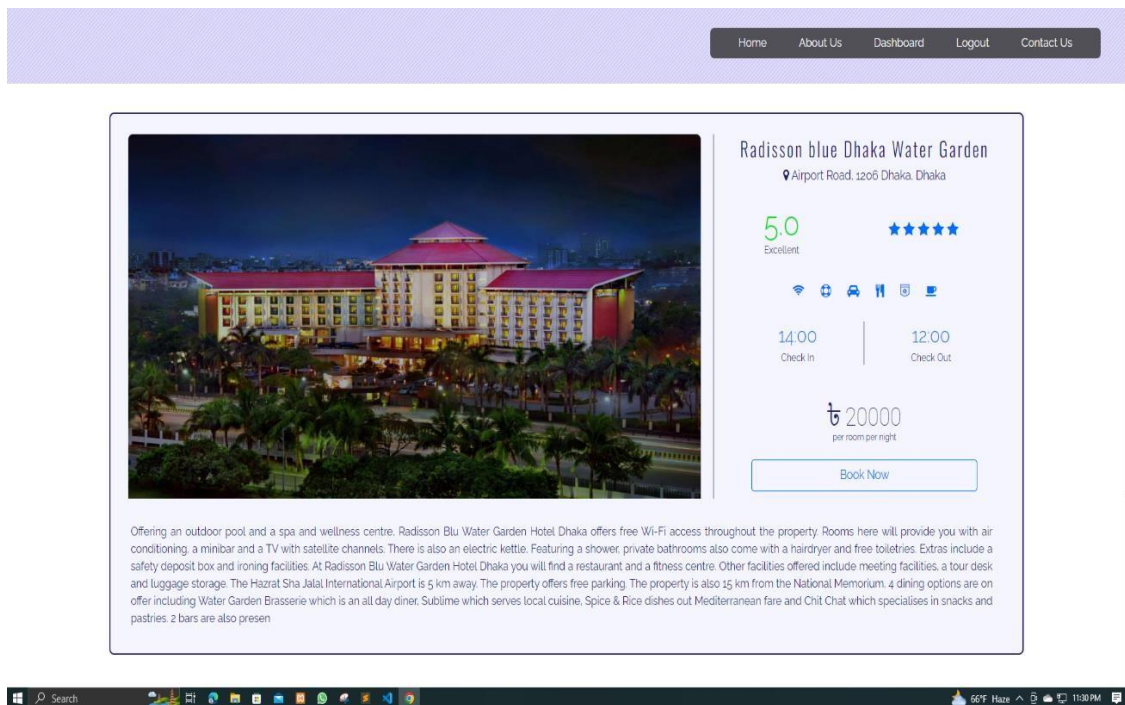 Home About Us Dashboard Logout Contact Us
Radisson blue Dhaka Water Garden
Airport Road, 1206 Dhaka, Dhaka
5.0
Excellent
14:00 12:00
Check In Check Out
৳ 20000
per room per night
Book Now
Offering an outdoor pool and a spa and wellness centre, Radisson Blu Water Garden Hotel Dhaka offers free Wi-Fi access throughout the property. Rooms here will provide you with air
conditioning, a minibar and a TV with satellite channels. There is also an electric kettle. Featuring a shower, private bathrooms also come with a hairdryer and free toiletries. Extras include a
safety deposit box and ironing facilities. At Radisson Blu Water Garden Hotel Dhaka you will find a restaurant and a fitness centre. Other facilities offered include meeting facilities, a tour desk
and luggage storage. The Hazrat Sha Jalal International Airport is 5 km away. The property offers free parking. The property is also 15 km from the National Memorium. 4 dining options are on
offer including Water Garden Brasserie which is an all day diner, Sublime which serves local cuisine, Spice & Rice dishes out Mediterranean fare and Chit Chat which specialises in snacks and
pastries. 2 bars are also presen
Search 66°F Haze 11:30 PM